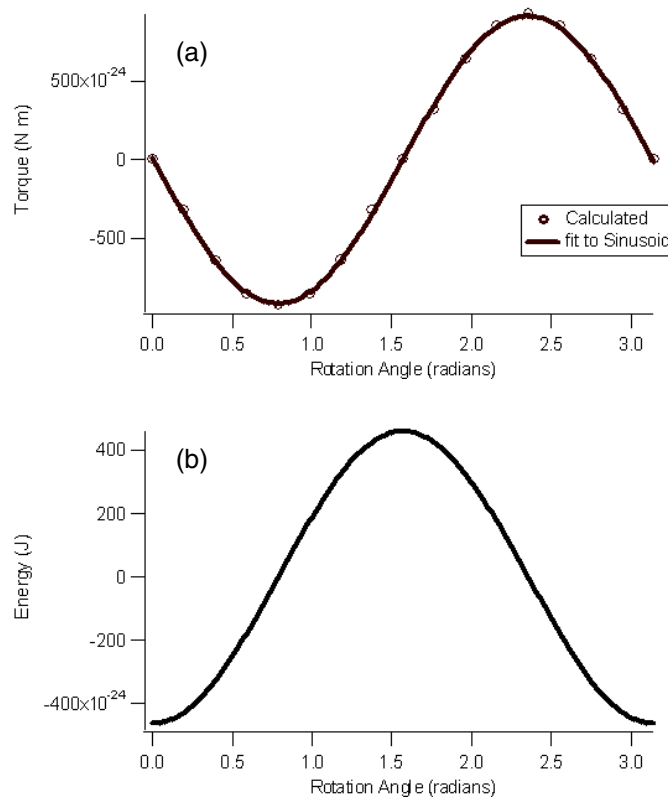 (a)
Torque (N m)
500x10-24
0
-500
Calculated
fit to Sinusoid
0.0 0.5 1.0 1.5 2.0 2.5 3.0
Rotation Angle (radians)
(b)
Energy (J)
400
200
0
-200
-400x10-24
0.0 0.5 1.0 1.5 2.0 2.5 3.0
Rotation Angle (radians)